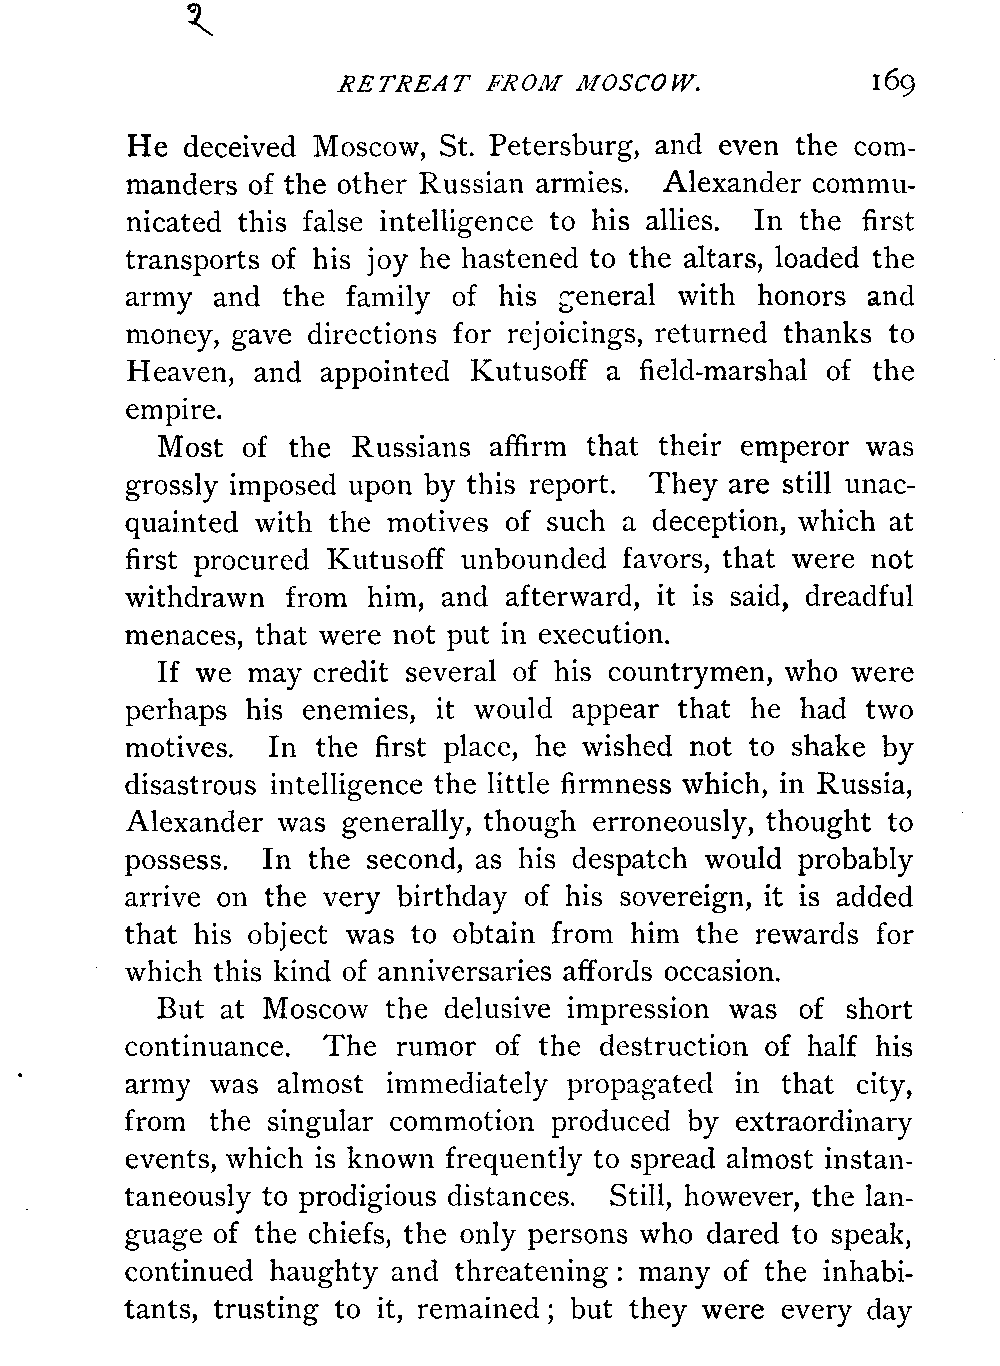 २
RETREAT FROM MOSCOW. 169
He deceived Moscow, St. Petersburg, and even the com-
manders of the other Russian armies. Alexander commu-
nicated this false intelligence to his allies. In the first
transports of his joy he hastened to the altars, loaded the
army and the family of his general with honors and
money, gave directions for rejoicings, returned thanks to
Heaven, and appointed Kutusoff a field-marshal of the
empire.
Most of the Russians affirm that their emperor was
grossly imposed upon by this report. They are still unac-
quainted with the motives of such a deception, which at
first procured Kutusoff unbounded favors, that were not
withdrawn from him, and afterward, it is said, dreadful
menaces, that were not put in execution.
If we may credit several of his countrymen, who were
perhaps his enemies, it would appear that he had two
motives. In the first place, he wished not to shake by
disastrous intelligence the little firmness which, in Russia,
Alexander was generally, though erroneously, thought to
possess. In the second, as his despatch would probably
arrive on the very birthday of his sovereign, it is added
that his object was to obtain from him the rewards for
which this kind of anniversaries affords occasion.
But at Moscow the delusive impression was of short
continuance. The rumor of the destruction of half his
army was almost immediately propagated in that city,
from the singular commotion produced by extraordinary
events, which is known frequently to spread almost instan-
taneously to prodigious distances. Still, however, the lan-
guage of the chiefs, the only persons who dared to speak,
continued haughty and threatening : many of the inhabi-
tants, trusting to it, remained ; but they were every day